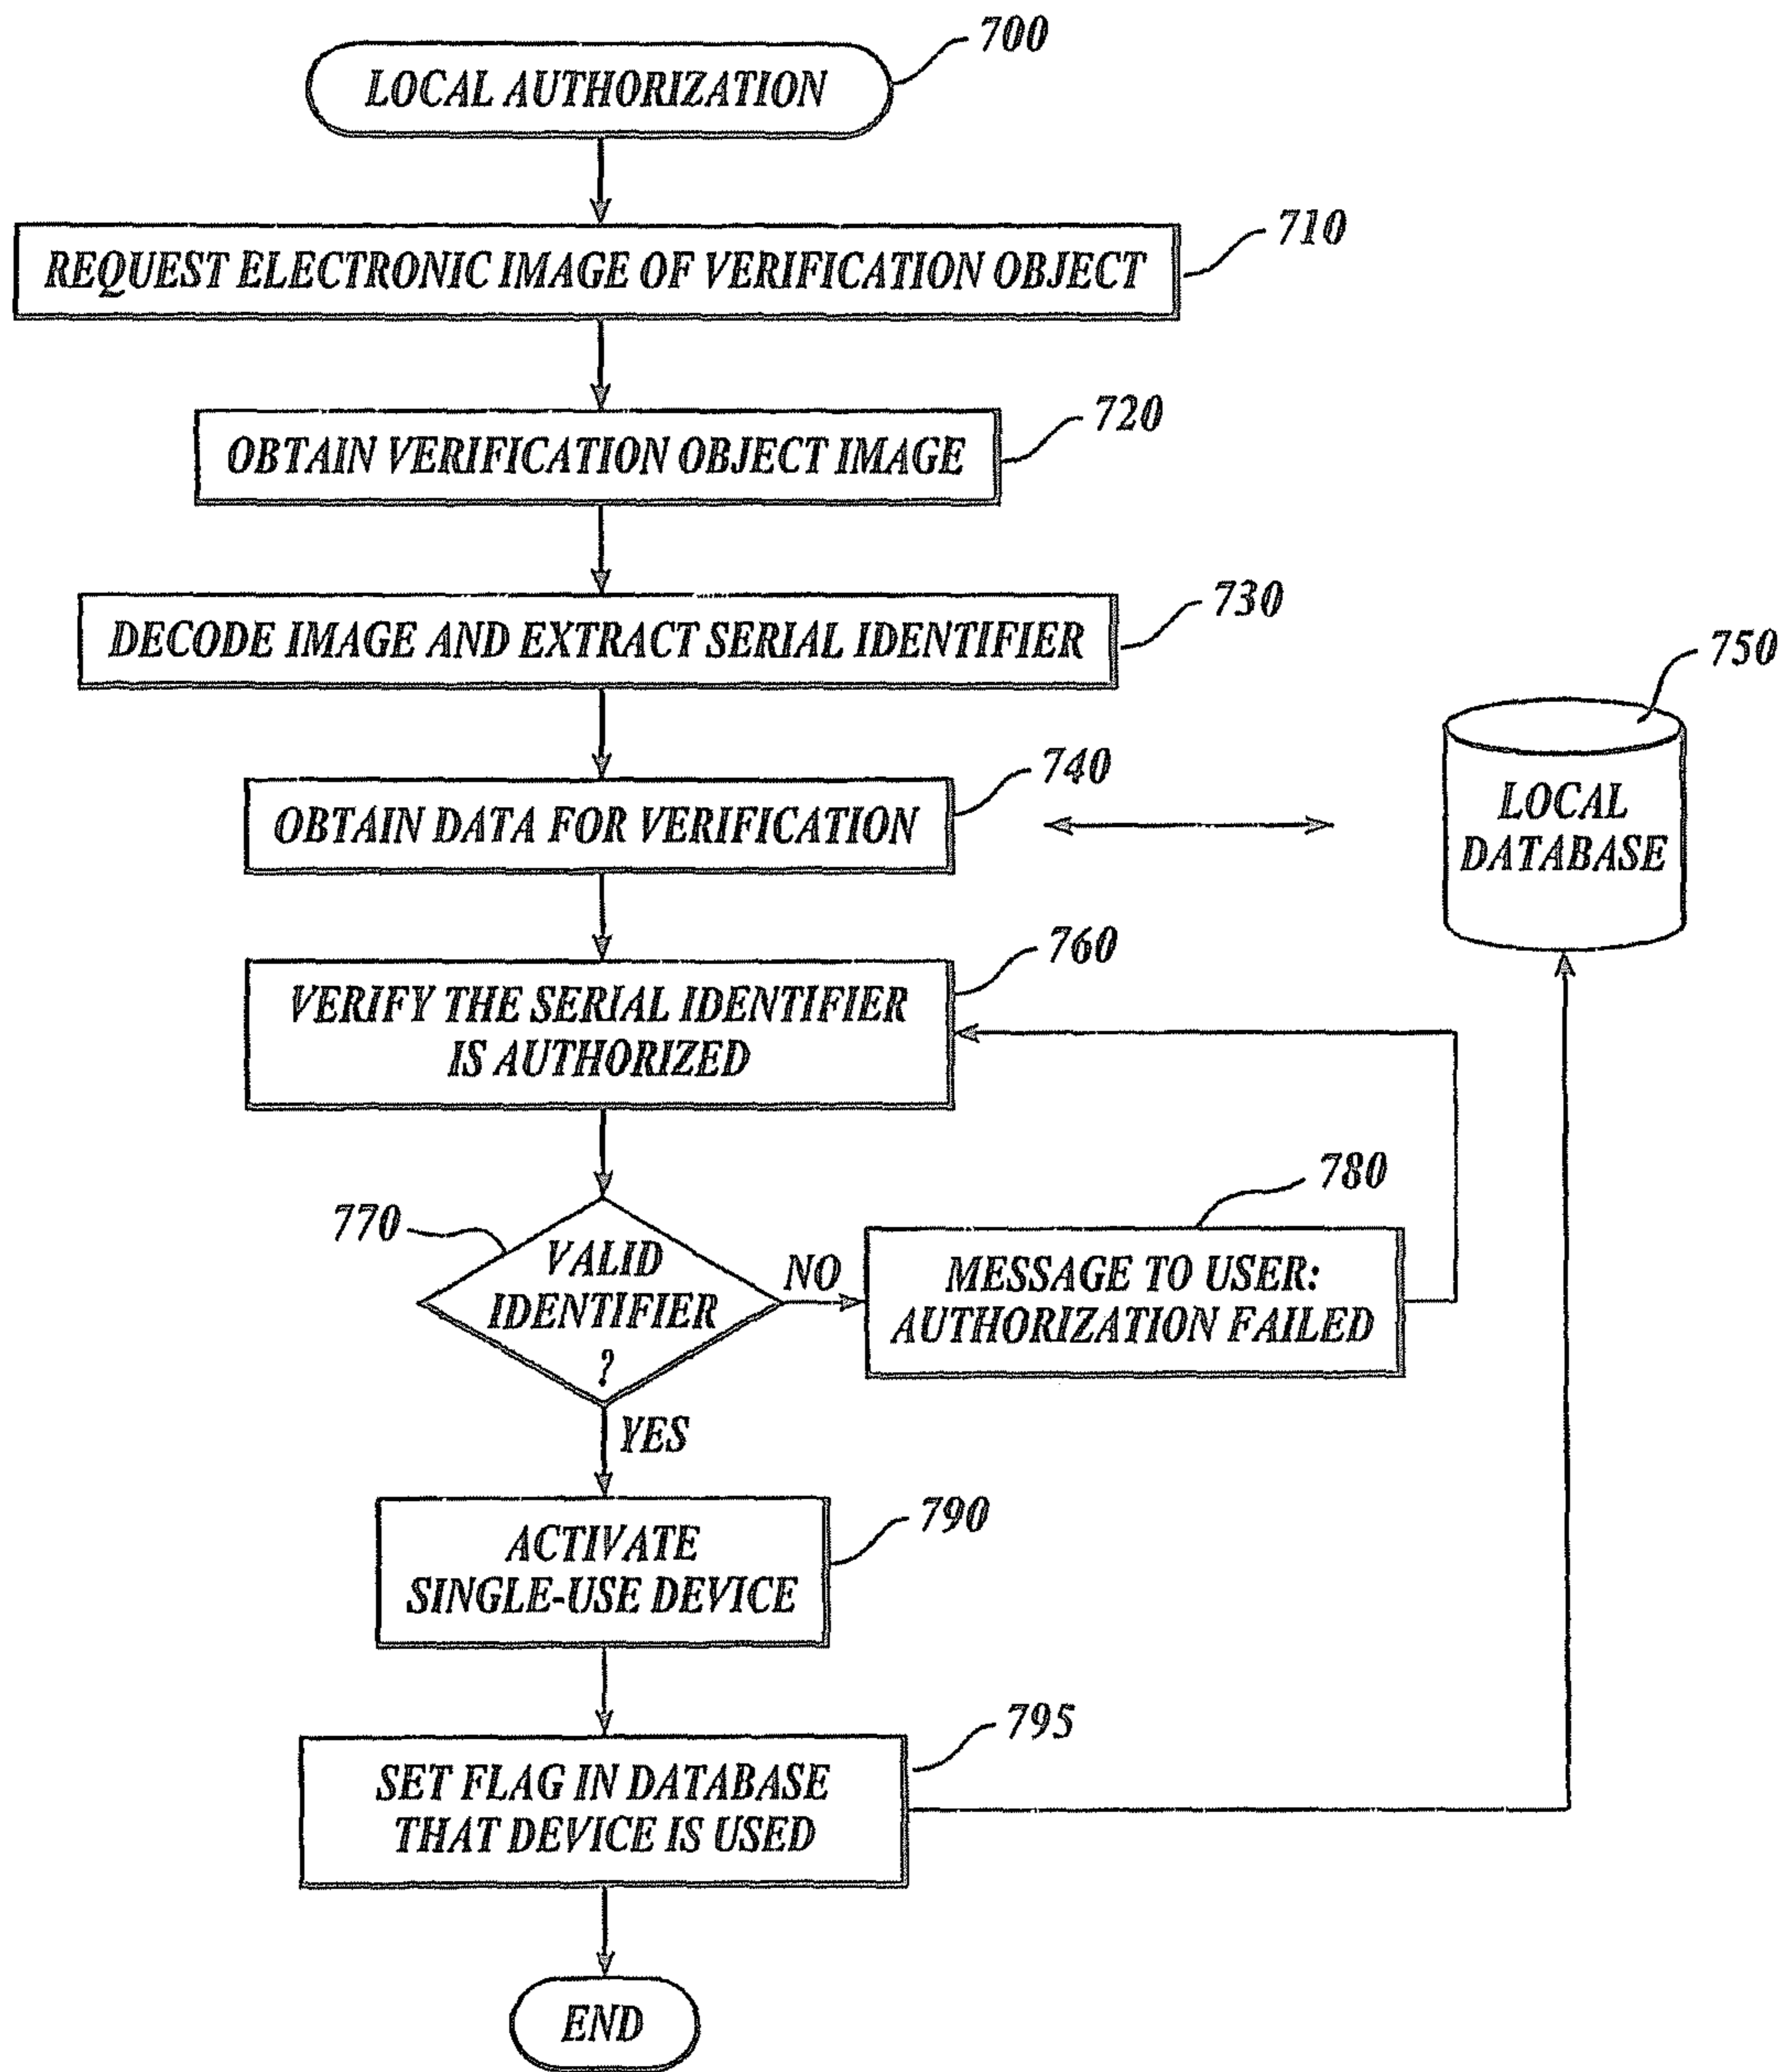 700
LOCAL AUTHORIZATION
710
REQUEST ELECTRONIC IMAGE OF VERIFICATION OBJECT
720
OBTAIN VERIFICATION OBJECT IMAGE
730
DECODE IMAGE AND EXTRACT SERIAL IDENTIFIER
740
OBTAIN DATA FOR VERIFICATION
750
LOCAL
DATABASE
760
VERIFY THE SERIAL IDENTIFIER
IS AUTHORIZED
770
VALID
IDENTIFIER
?
NO
780
MESSAGE TO USER:
AUTHORIZATION FAILED
YES
790
ACTIVATE
SINGLE-USE DEVICE
795
SET FLAG IN DATABASE
THAT DEVICE IS USED
END